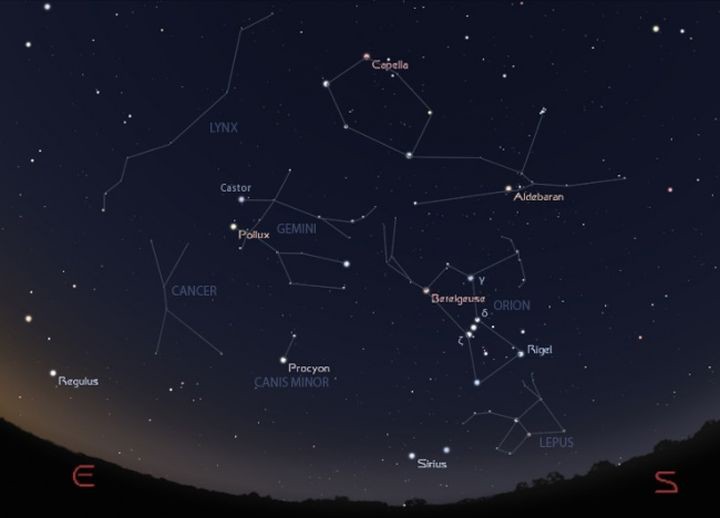 Capella
LYNX
Castor
Aldebaran
GEMINI
Pollux
CANCER
γ
Betelgeuse
ORION
δ
ζ
Rigel
Procyon
CANIS MINOR
Regulus
LEPUS
Sirius
E
S